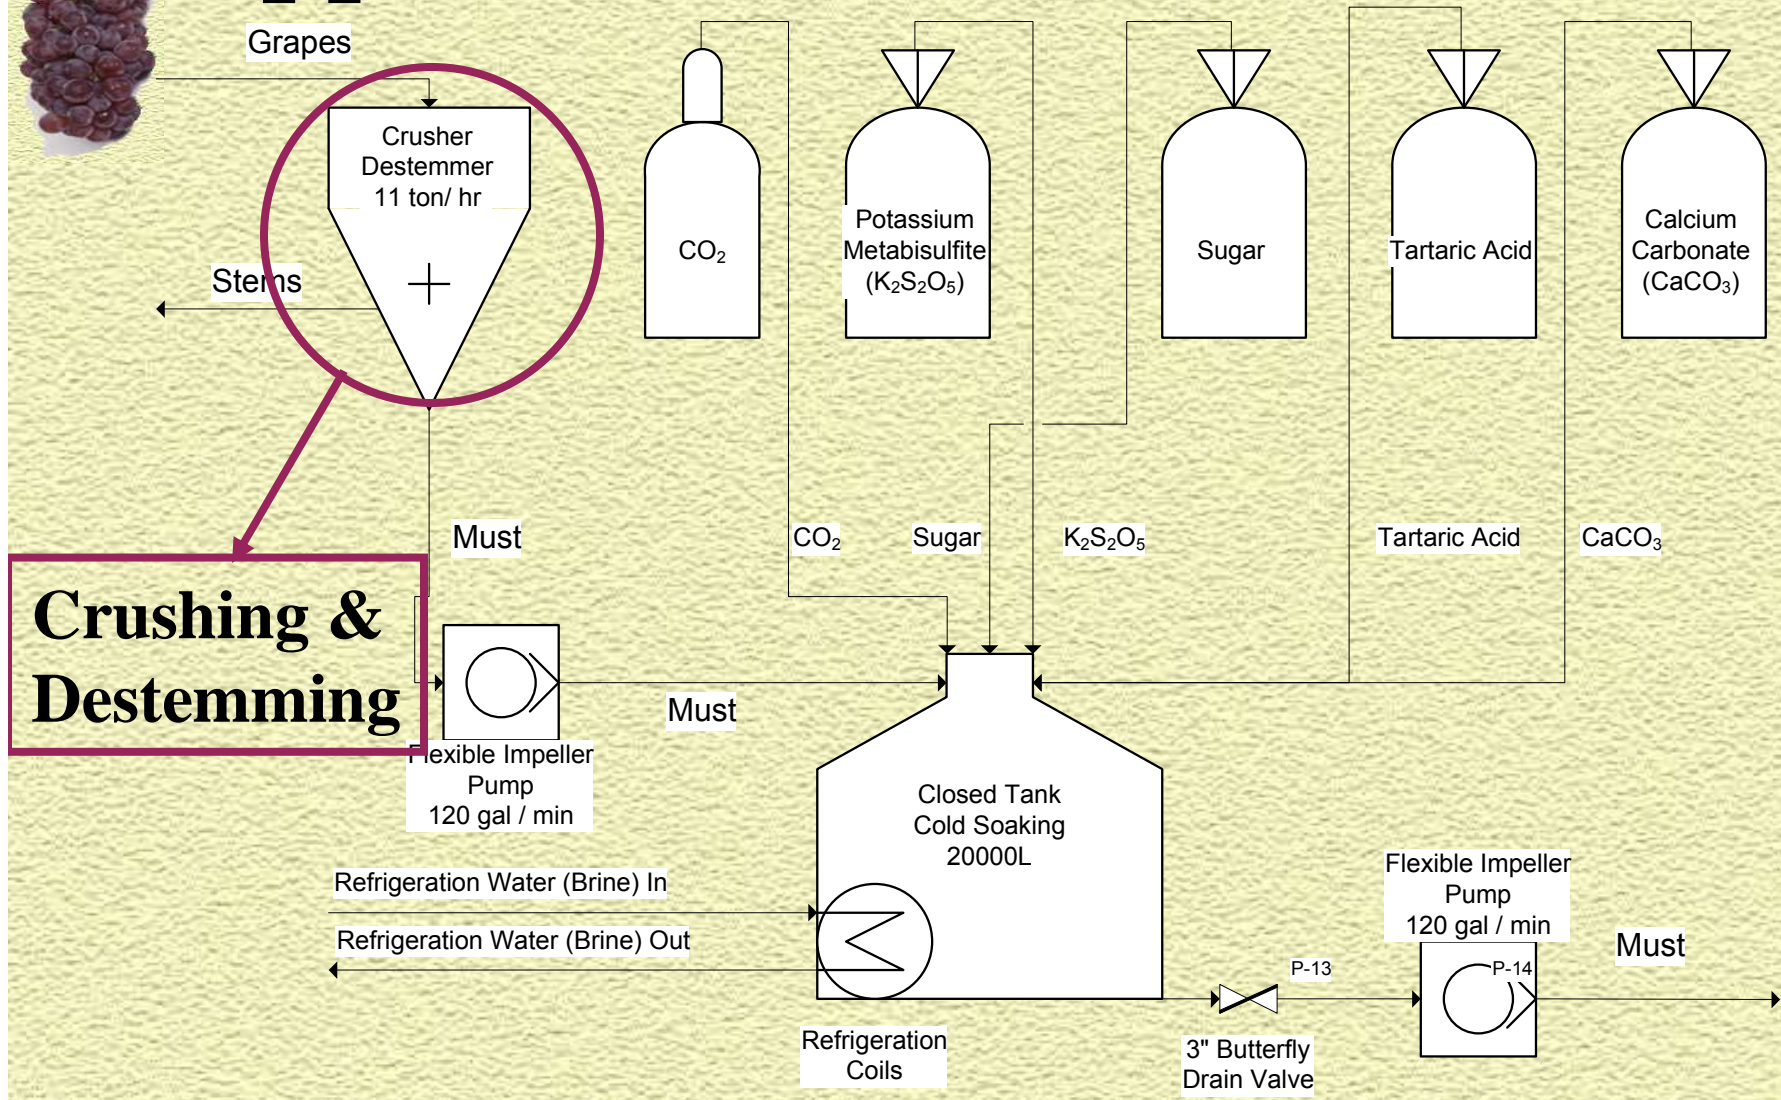 Grapes
Crusher
Destemmer
11 ton/ hr
Stems
CO₂
Potassium
Metabisulfite
(K₂S₂O₅)
Sugar
Tartaric Acid
Calcium
Carbonate
(CaCO₃)
Must
CO₂
Sugar
K₂S₂O₅
Tartaric Acid
CaCO₃
Crushing &
Destemming
Must
Flexible Impeller
Pump
120 gal / min
Closed Tank
Cold Soaking
20000L
Refrigeration Water (Brine) In
Refrigeration Water (Brine) Out
Refrigeration
Coils
Flexible Impeller
Pump
120 gal / min
P-13
P-14
Must
3" Butterfly
Drain Valve